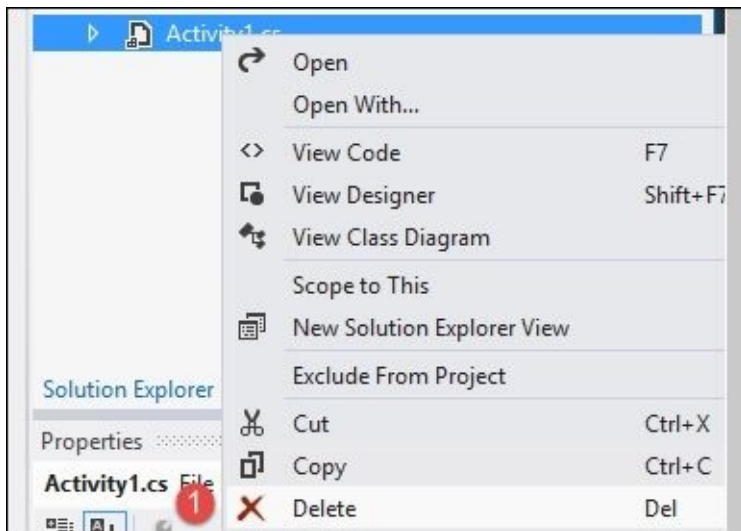 Activity1.cs
Open
Open With...
View Code F7
View Designer Shift+F7
View Class Diagram
Scope to This
New Solution Explorer View
Exclude From Project
Solution Explorer
Cut Ctrl+X
Properties
Copy Ctrl+C
Activity1.cs File
1
Delete Del